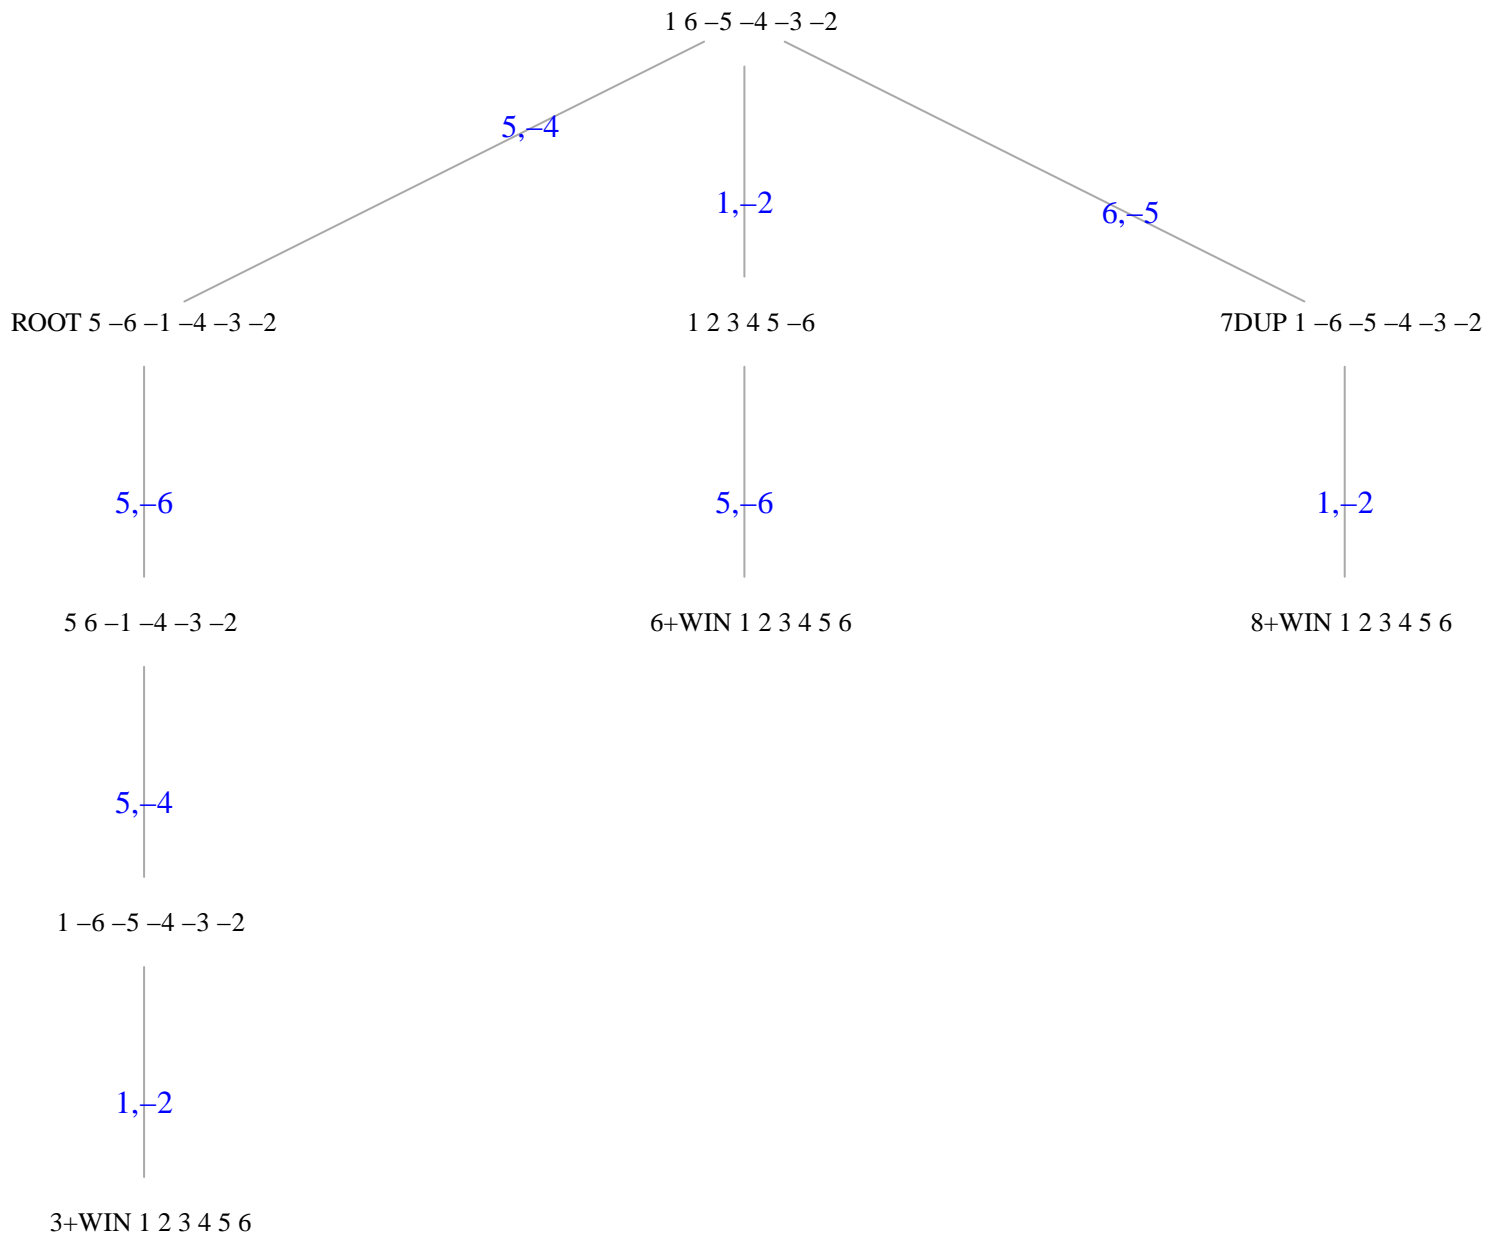 1 6 –5 –4 –3 –2
5,–4
1,–2
6,–5
ROOT 5 –6 –1 –4 –3 –2
1 2 3 4 5 –6
7DUP 1 –6 –5 –4 –3 –2
5,–6
5,–6
1,–2
5 6 –1 –4 –3 –2
6+WIN 1 2 3 4 5 6
8+WIN 1 2 3 4 5 6
5,–4
1 –6 –5 –4 –3 –2
1,–2
3+WIN 1 2 3 4 5 6